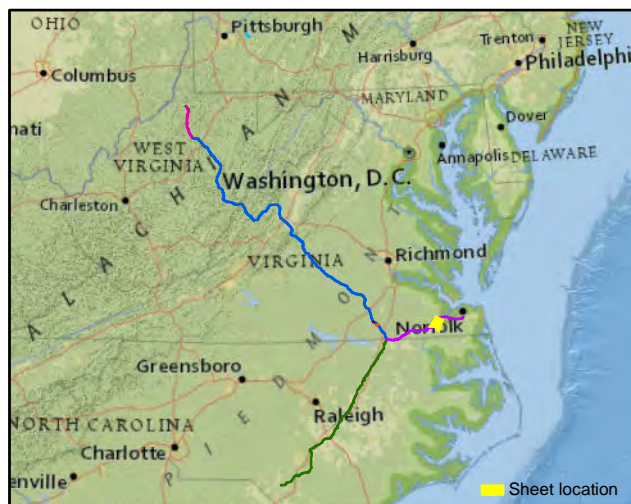 OHIO
Pittsburgh
NEW
Trenton
JERSEY
Harrisburg
Columbus
Philadelphi
MARYLAND
nati
Dover
WEST
VIRGINIA
Annapolis
DELAWARE
Washington, D.C.
Charleston
Richmond
VIRGINIA
Norfolk
Greensboro
Raleigh
NORTH CAROLINA
Charlotte
enville
A L A C H I A N M
P I E D M O N T
Sheet location